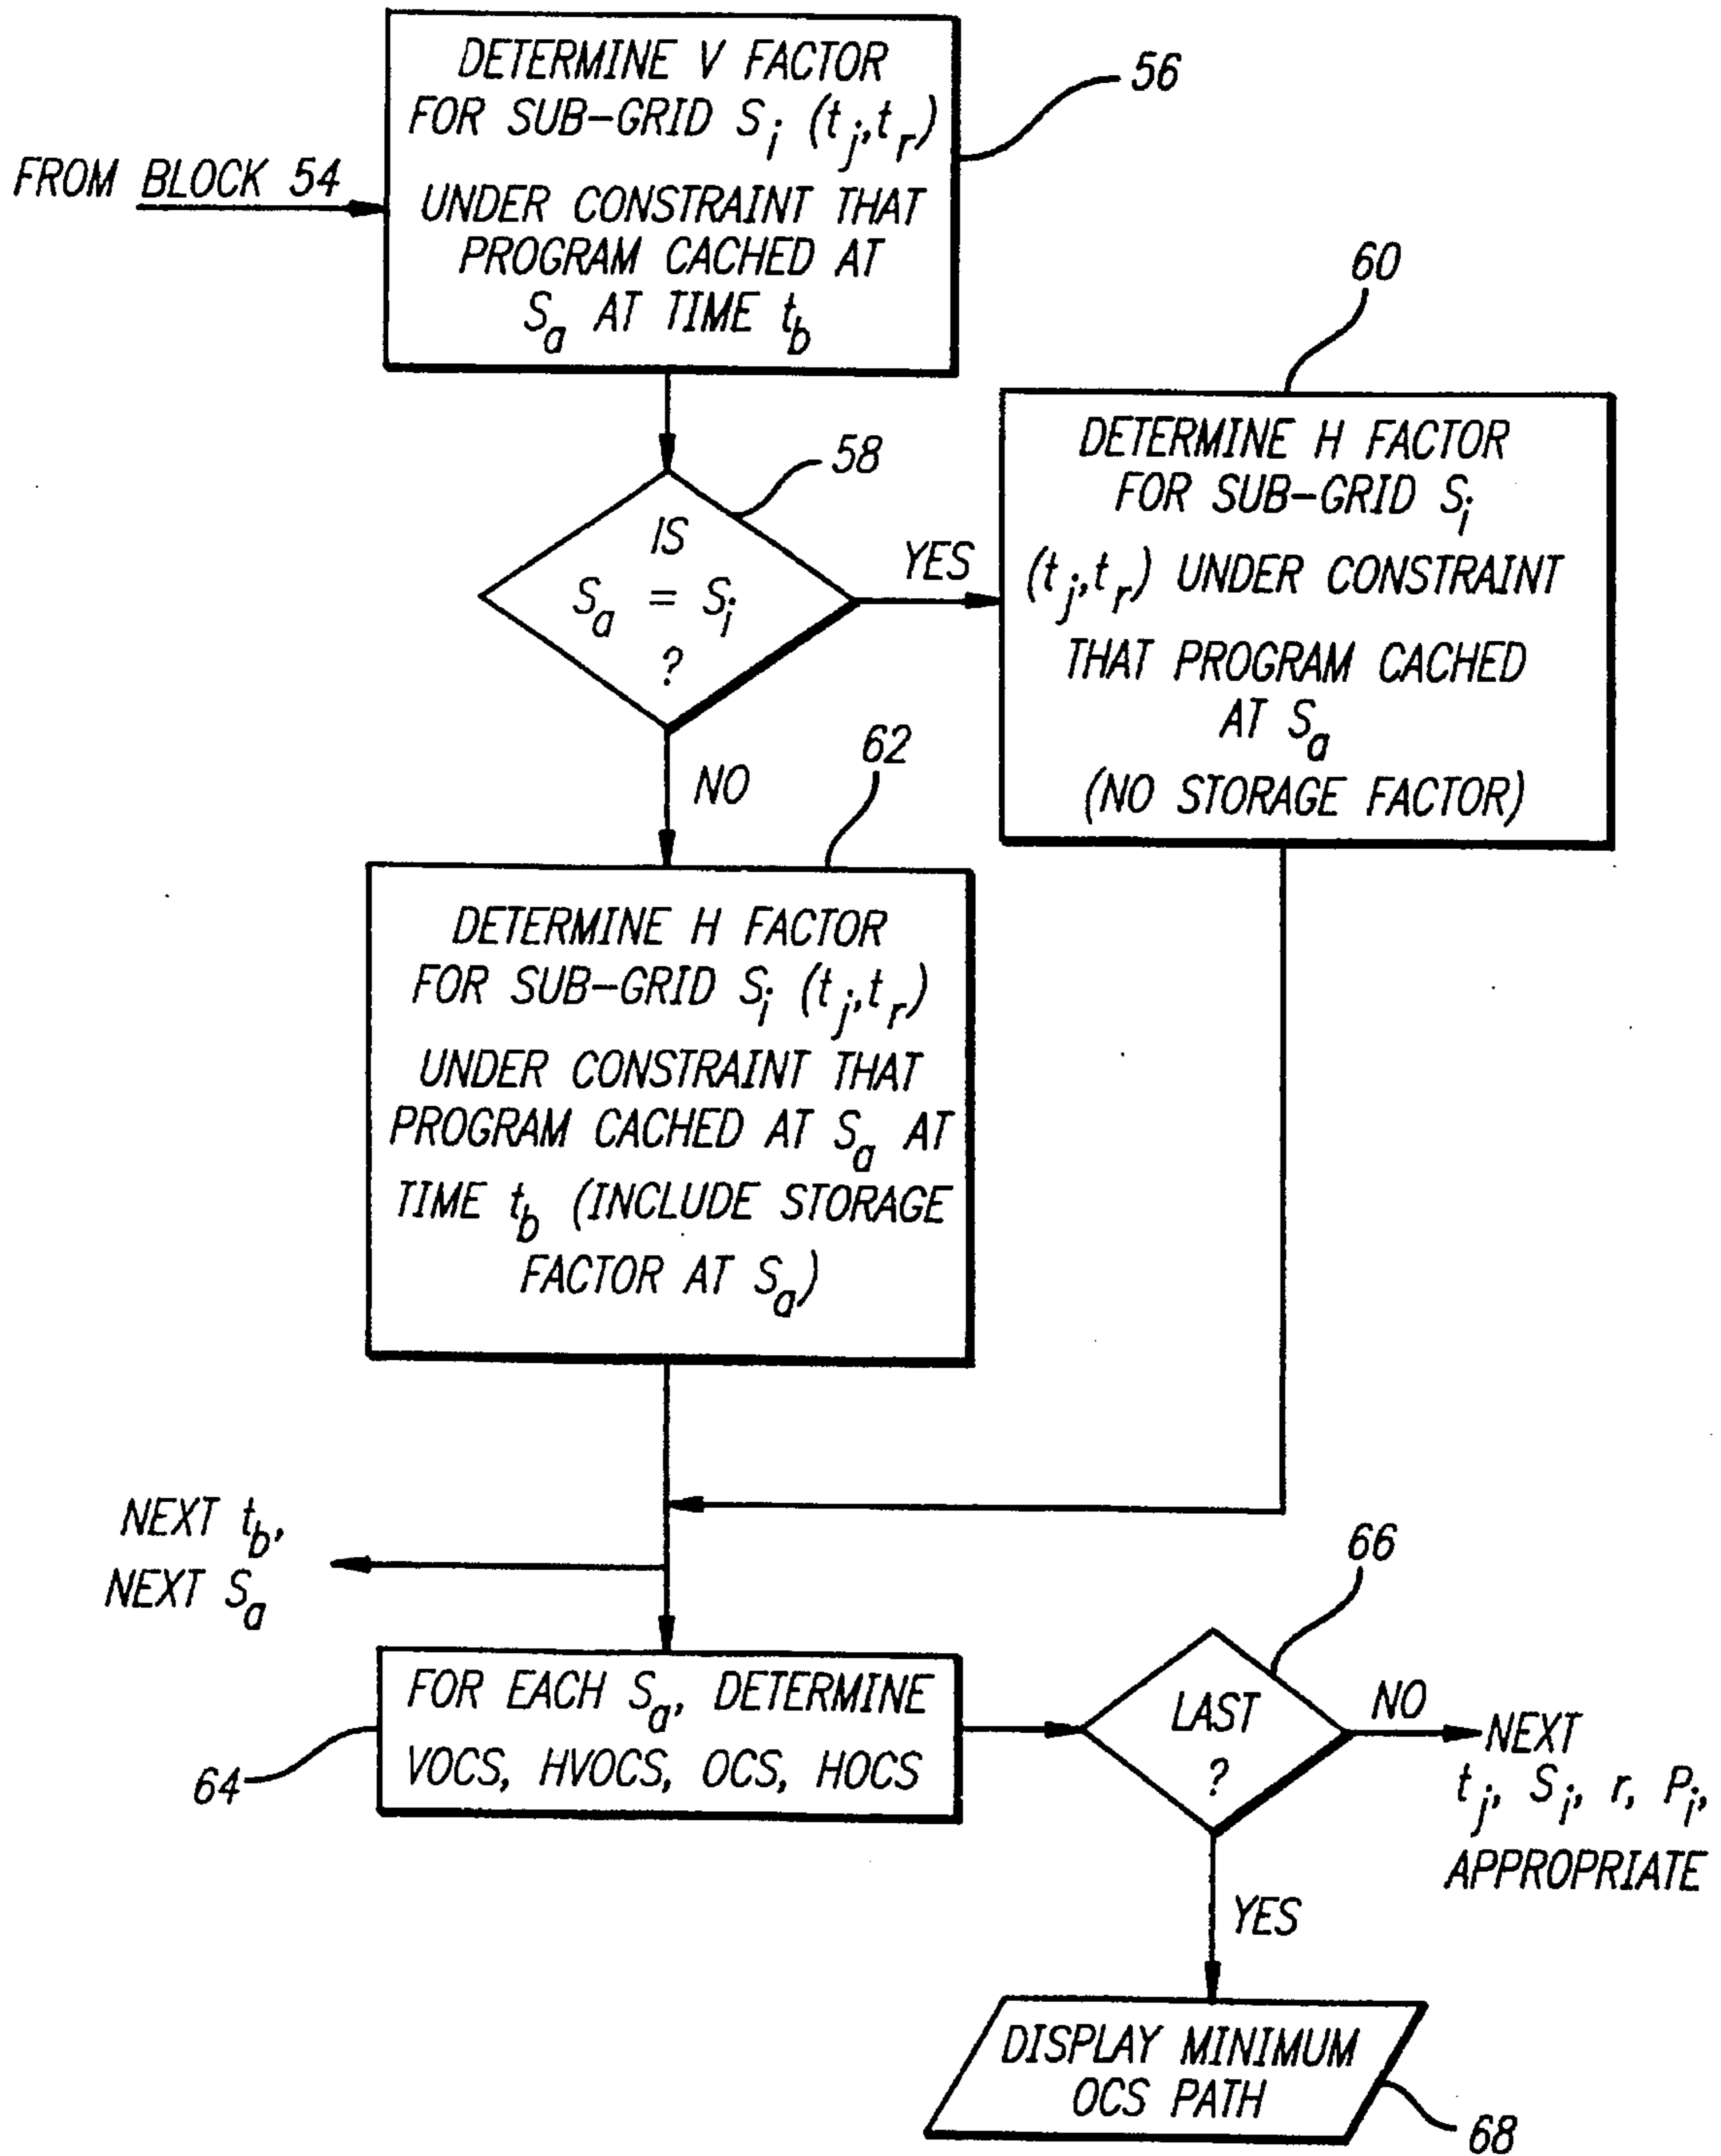 DETERMINE V FACTOR
FOR SUB-GRID S_i (t_j,t_r)
UNDER CONSTRAINT THAT
PROGRAM CACHED AT
S_a AT TIME t_b
56
FROM BLOCK 54
IS
S_a = S_i
?
58
YES
60
DETERMINE H FACTOR
FOR SUB-GRID S_i
(t_j,t_r) UNDER CONSTRAINT
THAT PROGRAM CACHED
AT S_a
(NO STORAGE FACTOR)
NO
62
DETERMINE H FACTOR
FOR SUB-GRID S_i (t_j,t_r)
UNDER CONSTRAINT THAT
PROGRAM CACHED AT S_a AT
TIME t_b (INCLUDE STORAGE
FACTOR AT S_a)
NEXT t_b,
NEXT S_a
FOR EACH S_a, DETERMINE
VOCS, HVOCS, OCS, HOCS
64
66
LAST
?
NO
NEXT
t_j, S_i, r, P_i,
APPROPRIATE
YES
DISPLAY MINIMUM
OCS PATH
68